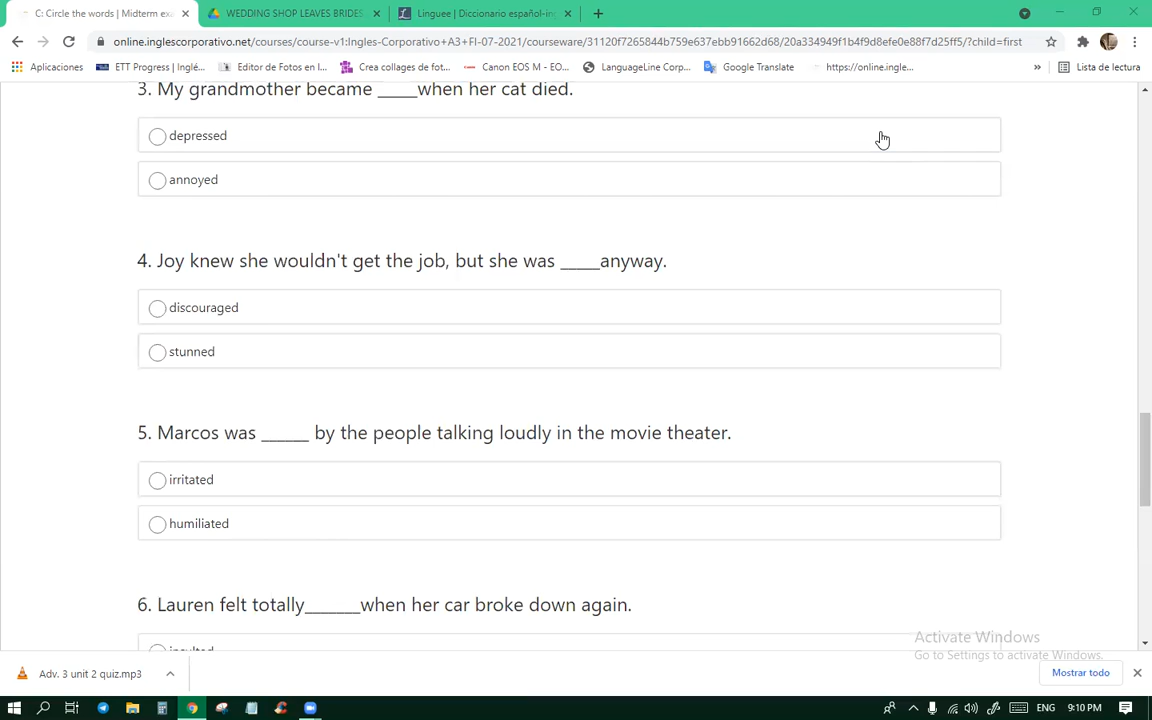 C: Circle the words | Midterm exa
WEDDING SHOP LEAVES BRIDES
Linguee | Diccionario español-in
online.inglescorporativo.net/courses/course-v1:Ingles-Corporativo+A3+FI-07-2021/courseware/31120f7265844b759e637ebb91662d68/20a334949f1b4f9d8efe0e88f7d25ff5/?child=first
Aplicaciones
ETT Progress | Inglé...
Editor de Fotos en l...
Crea collages de fot...
Canon EOS M - EO...
LanguageLine Corp...
Google Translate
https://online.ingle...
»
Lista de lectura
3. My grandmother became _____when her cat died.
depressed
annoyed
4. Joy knew she wouldn't get the job, but she was _____anyway.
discouraged
stunned
5. Marcos was ______ by the people talking loudly in the movie theater.
irritated
humiliated
6. Lauren felt totally_______when her car broke down again.
insulted
Activate Windows
Go to Settings to activate Windows.
Adv. 3 unit 2 quiz.mp3
Mostrar todo
ENG
9:10 PM